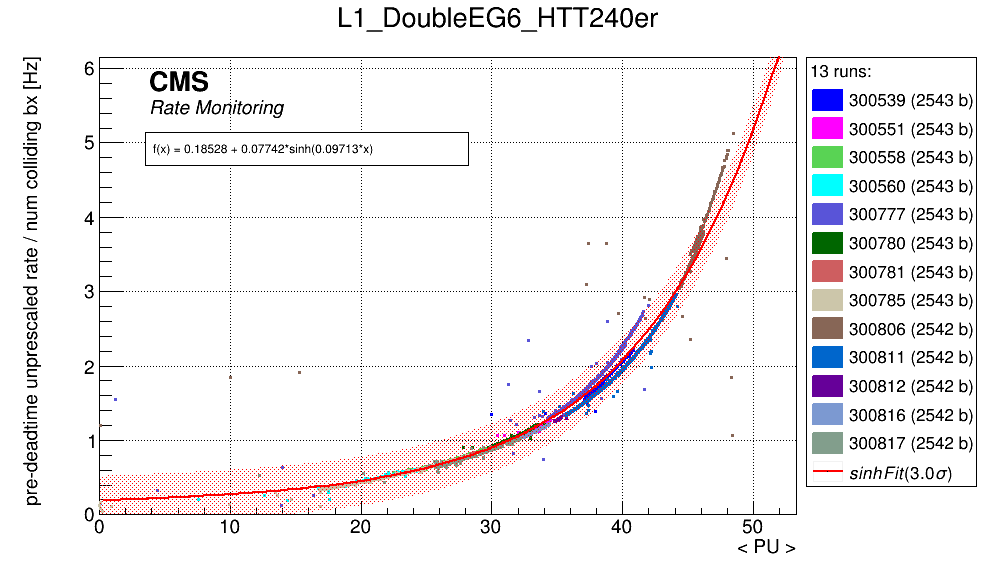 L1_DoubleEG6_HTT240er
pre-deadtime unprescaled rate / num colliding bx [Hz]
CMS
Rate Monitoring
f(x) = 0.18528 + 0.07742*sinh(0.09713*x)
6
5
4
3
2
1
0
0 10 20 30 40 50
< PU >
13 runs:
300539 (2543 b)
300551 (2543 b)
300558 (2543 b)
300560 (2543 b)
300777 (2543 b)
300780 (2543 b)
300781 (2543 b)
300785 (2543 b)
300806 (2542 b)
300811 (2542 b)
300812 (2542 b)
300816 (2542 b)
300817 (2542 b)
sinhFit(3.0σ)